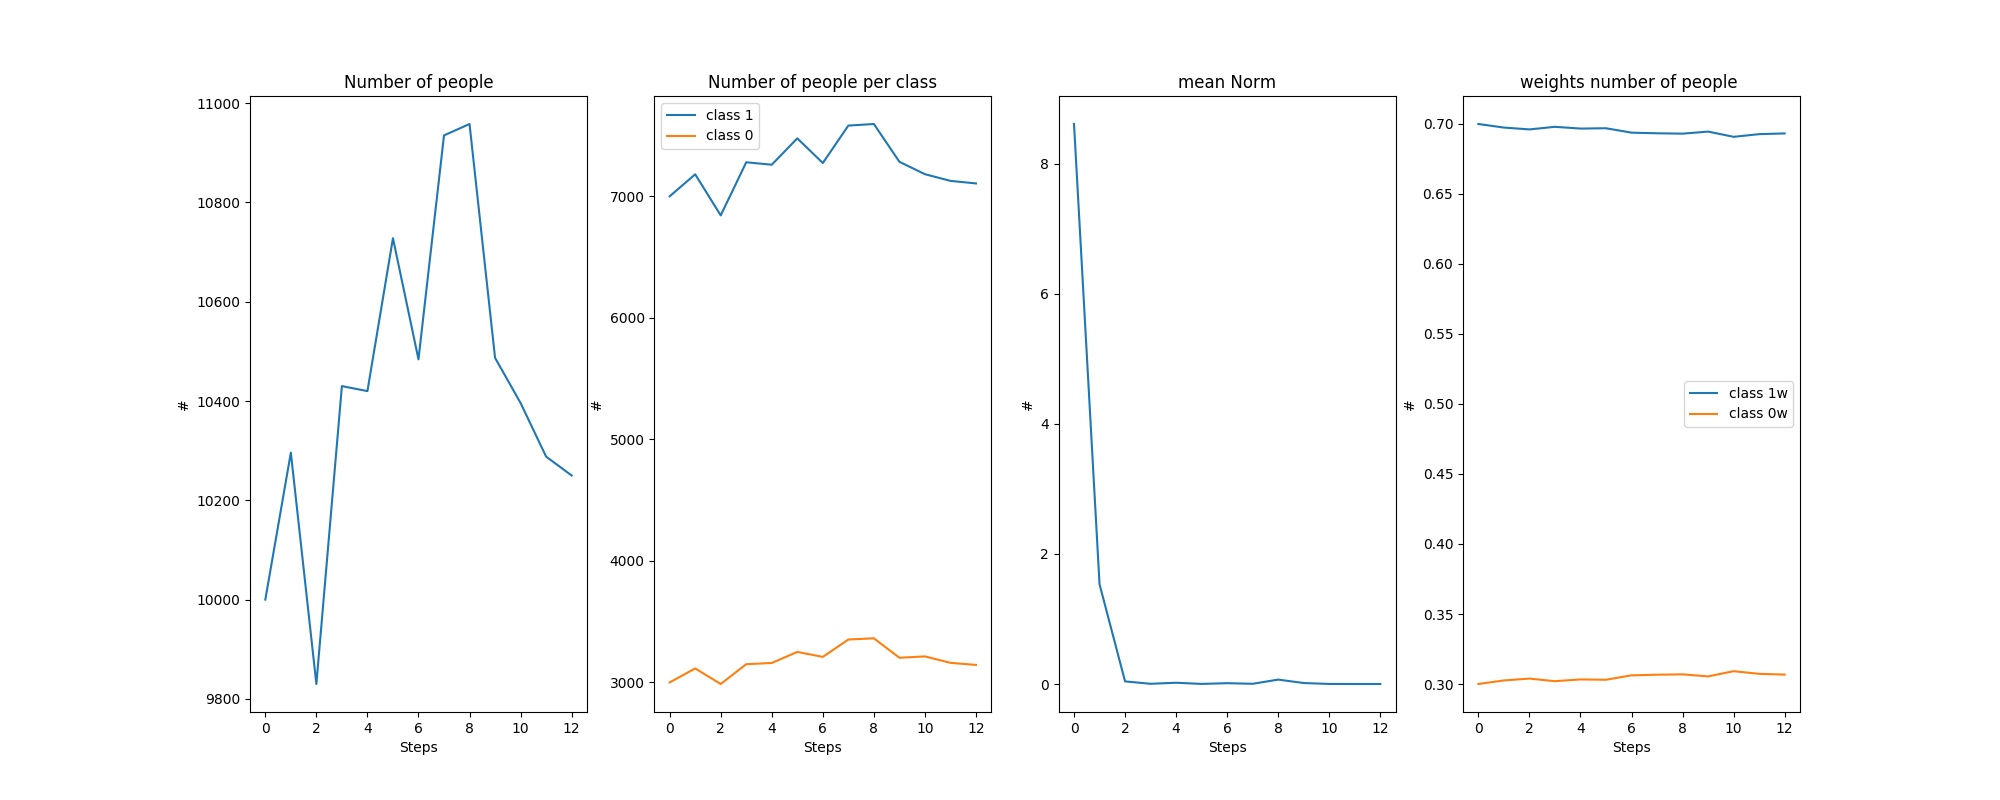 Number of people
11000
10800
10600
10400
10200
10000
9800
#
0 2 4 6 8 10 12
Steps
Number of people per class
class 1
class 0
7000
6000
5000
4000
3000
#
0 2 4 6 8 10 12
Steps
mean Norm
8
6
4
2
0
#
0 2 4 6 8 10 12
Steps
weights number of people
0.70
0.65
0.60
0.55
0.50
0.45
0.40
0.35
0.30
#
class 1w
class 0w
0 2 4 6 8 10 12
Steps